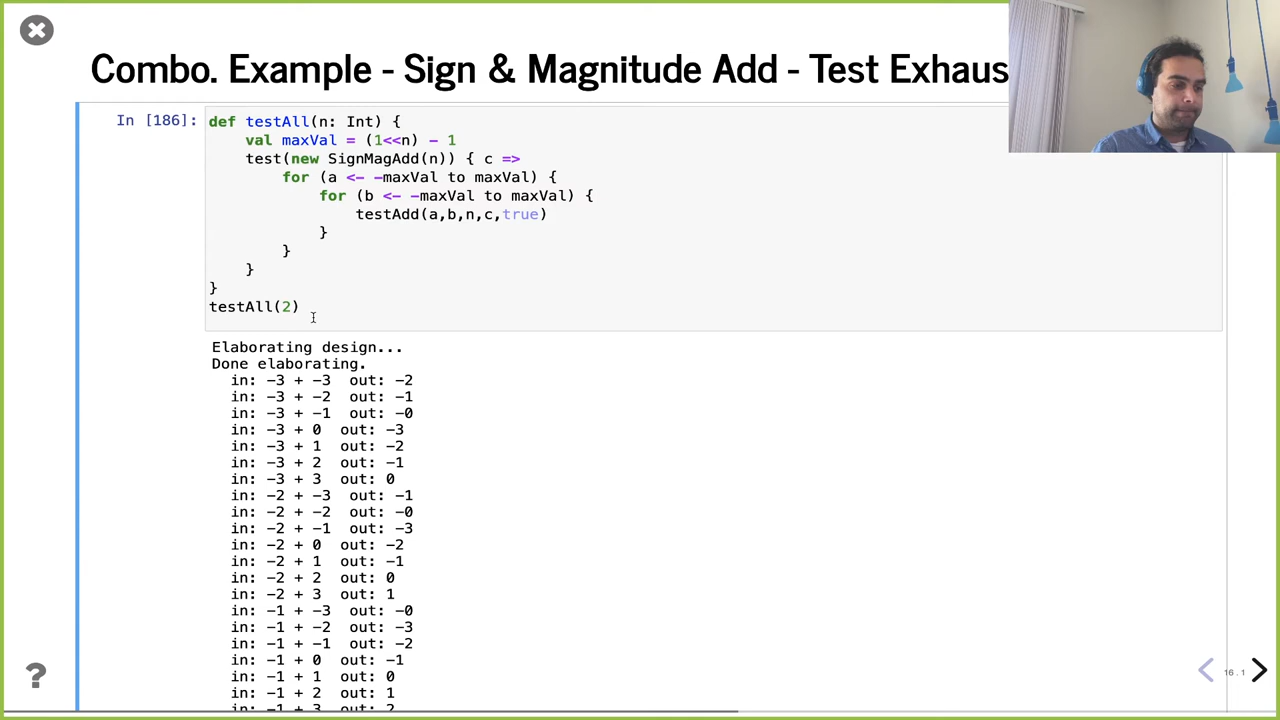 Combo. Example - Sign & Magnitude Add - Test Exhaus
In [186]:
def testAll(n: Int) {
val maxVal = (1<<n) - 1
test(new SignMagAdd(n)) { c =>
for (a <- -maxVal to maxVal) {
for (b <- -maxVal to maxVal) {
testAdd(a,b,n,c,true)
}
}
}
}
testAll(2)
Elaborating design...
Done elaborating.
in: -3 + -3 out: -2
in: -3 + -2 out: -1
in: -3 + -1 out: -0
in: -3 + 0 out: -3
in: -3 + 1 out: -2
in: -3 + 2 out: -1
in: -3 + 3 out: 0
in: -2 + -3 out: -1
in: -2 + -2 out: -0
in: -2 + -1 out: -3
in: -2 + 0 out: -2
in: -2 + 1 out: -1
in: -2 + 2 out: 0
in: -2 + 3 out: 1
in: -1 + -3 out: -0
in: -1 + -2 out: -3
in: -1 + -1 out: -2
in: -1 + 0 out: -1
in: -1 + 1 out: 0
in: -1 + 2 out: 1
in: -1 + 3 out: 2
?
16 . 1